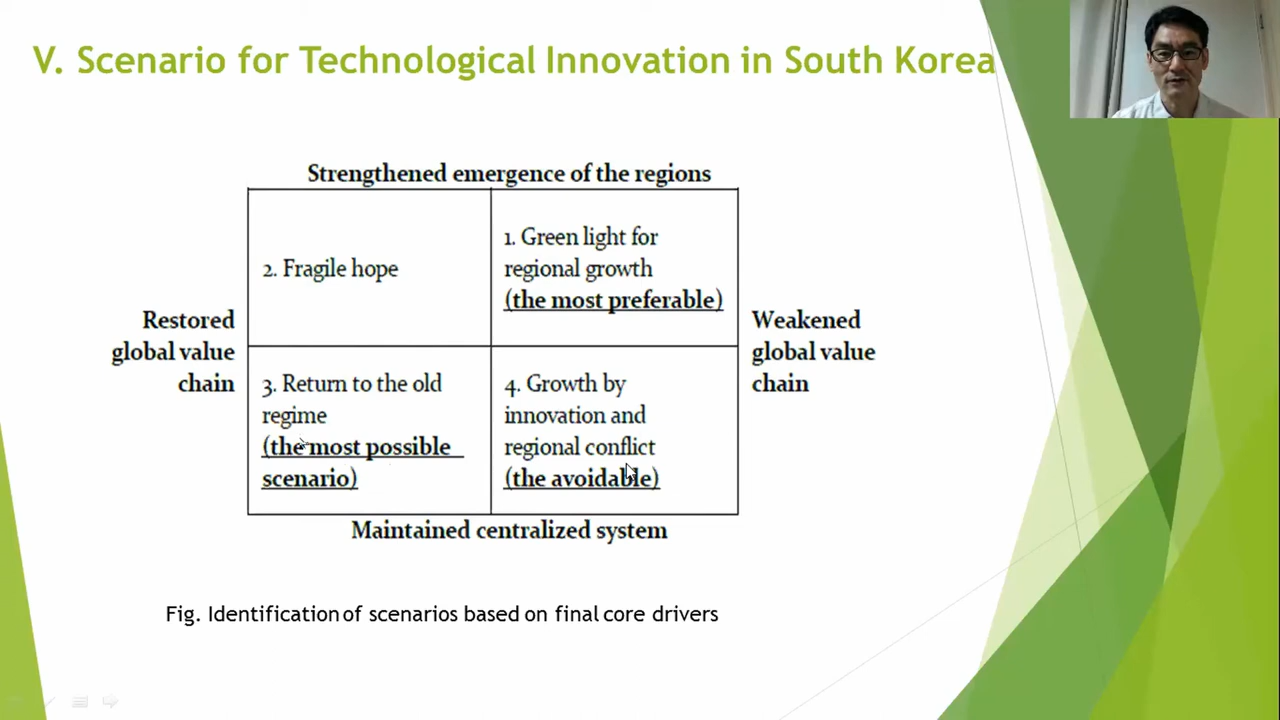 V. Scenario for Technological Innovation in South Korea
Strengthened emergence of the regions
2. Fragile hope
1. Green light for
regional growth
(the most preferable)
Restored
global value
chain
Weakened
global value
chain
3. Return to the old
regime
(the most possible
scenario)
4. Growth by
innovation and
regional conflict
(the avoidable)
Maintained centralized system
Fig. Identification of scenarios based on final core drivers